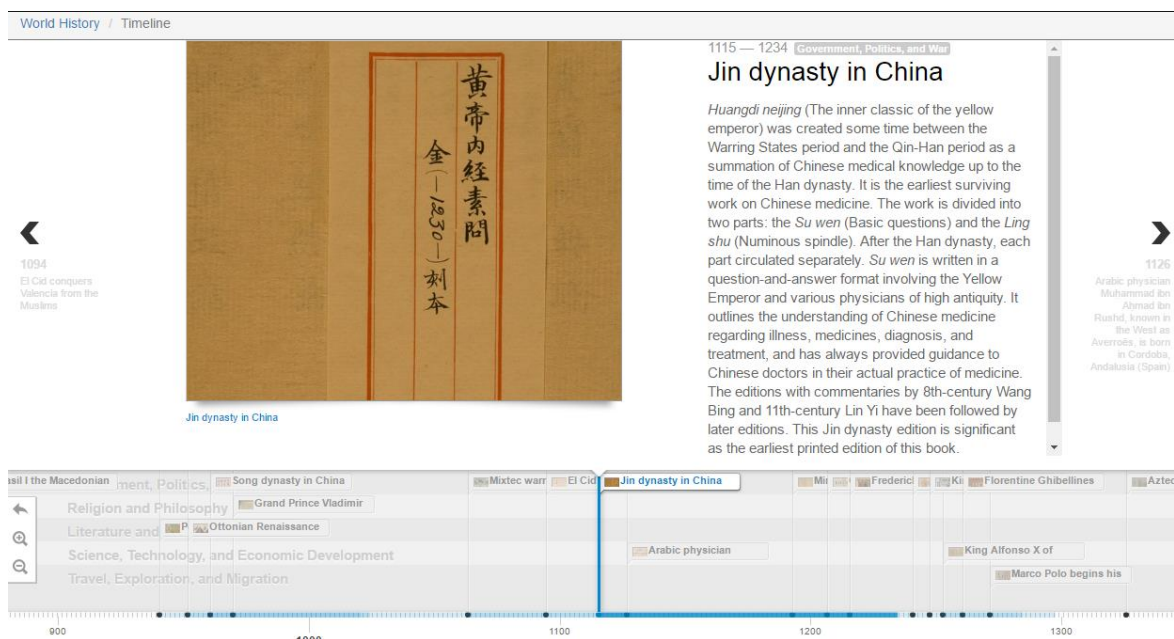 World History / Timeline
黄帝内經素問
金(—1230—)刻本
Jin dynasty in China
1115 — 1234 Government, Politics, and War
Jin dynasty in China
Huangdi neijing (The inner classic of the yellow
emperor) was created some time between the
Warring States period and the Qin-Han period as a
summation of Chinese medical knowledge up to the
time of the Han dynasty. It is the earliest surviving
work on Chinese medicine. The work is divided into
two parts: the Su wen (Basic questions) and the Ling
shu (Numinous spindle). After the Han dynasty, each
part circulated separately. Su wen is written in a
question-and-answer format involving the Yellow
Emperor and various physicians of high antiquity. It
outlines the understanding of Chinese medicine
regarding illness, medicines, diagnosis, and
treatment, and has always provided guidance to
Chinese doctors in their actual practice of medicine.
The editions with commentaries by 8th-century Wang
Bing and 11th-century Lin Yi have been followed by
later editions. This Jin dynasty edition is significant
as the earliest printed edition of this book.
1094
El Cid conquers
Valencia from the
Muslims
1126
Arabic physician
Muhammad ibn
Ahmad ibn
Rushd, known in
the West as
Averroës, is born
in Cordoba,
Andalusia (Spain)
sil I the Macedonian ment, Politics, Song dynasty in China Mixtec warr El Cid Jin dynasty in China Frederic Florentine Ghibellines Aztec
Religion and Philosophy Grand Prince Vladimir
Literature and P Ottonian Renaissance
Science, Technology, and Economic Development Arabic physician King Alfonso X of
Travel, Exploration, and Migration Marco Polo begins his
900 1000 1100 1200 1300